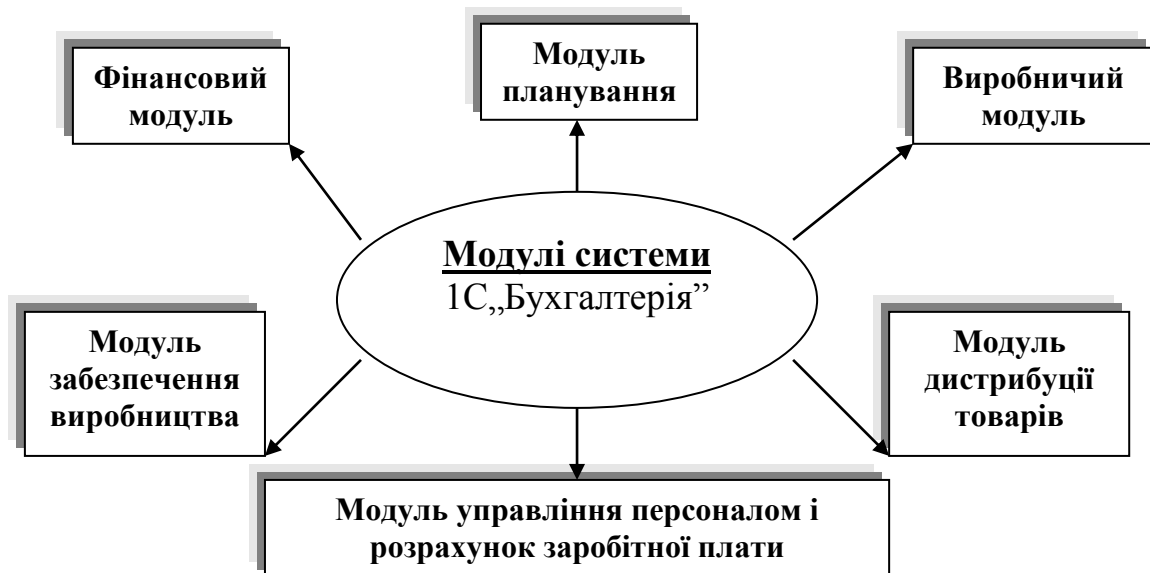 Фінансовий
модуль
Модуль
планування
Виробничий
модуль
Модулі системи
1С„Бухгалтерія”
Модуль
забезпечення
виробництва
Модуль
дистрибуції
товарів
Модуль управління персоналом і
розрахунок заробітної плати